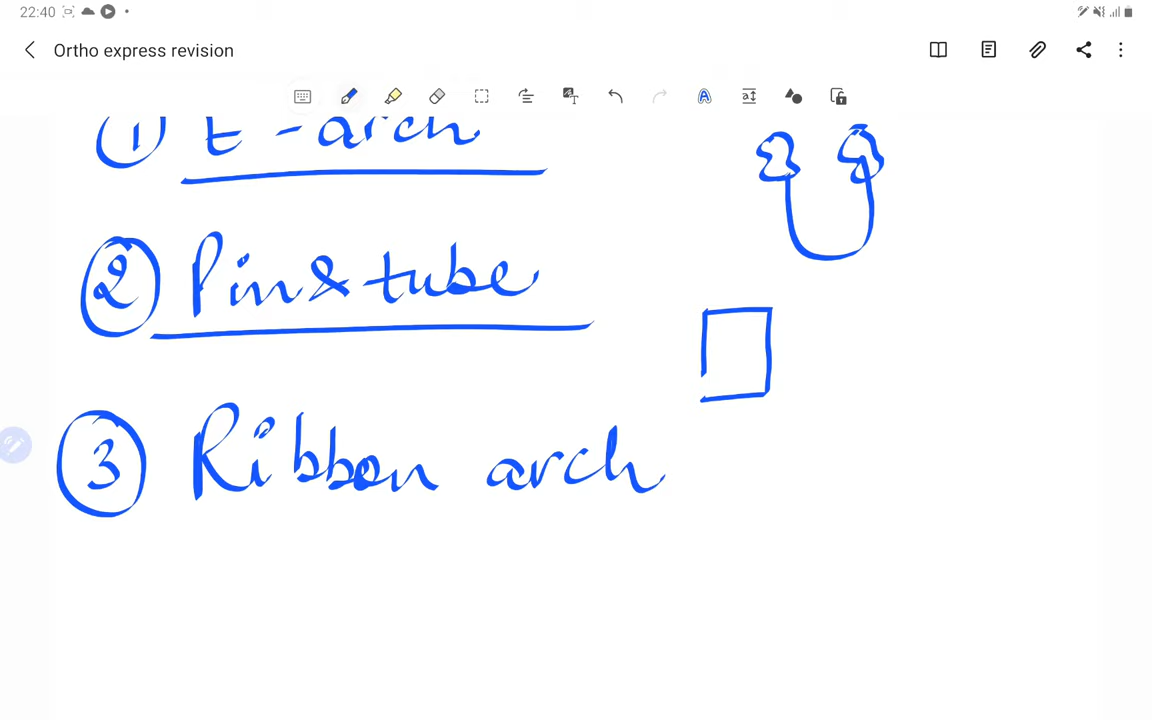 22:40
Ortho express revision
① E - arch
② Pin & tube
③ Ribbon arch